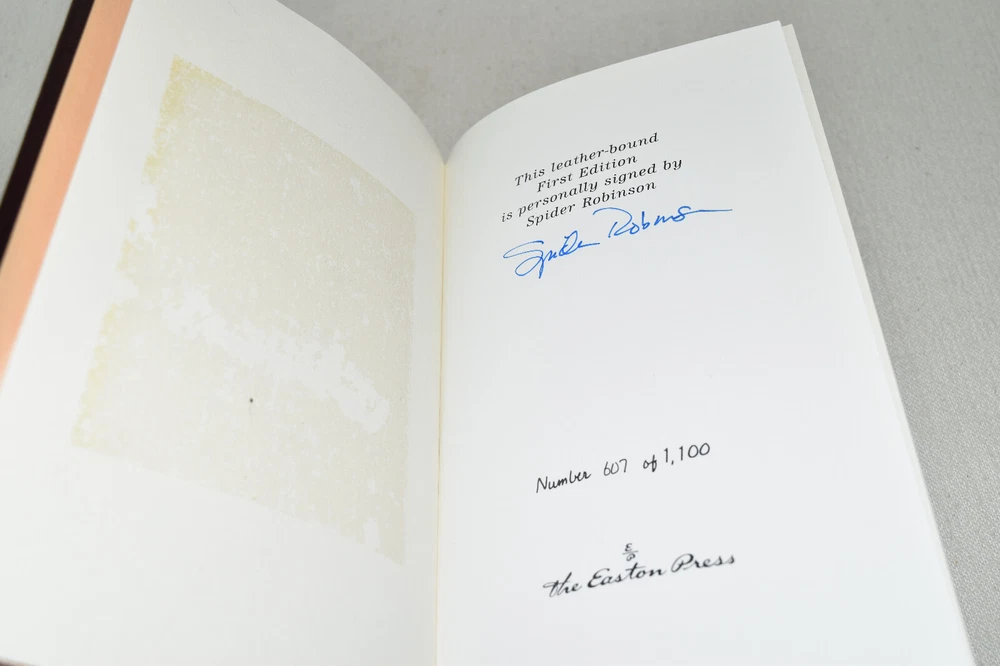 This leather-bound
First Edition
is personally signed by
Spider Robinson
Spider Robinson
Number 607 of 1,100
EP
the Easton Press